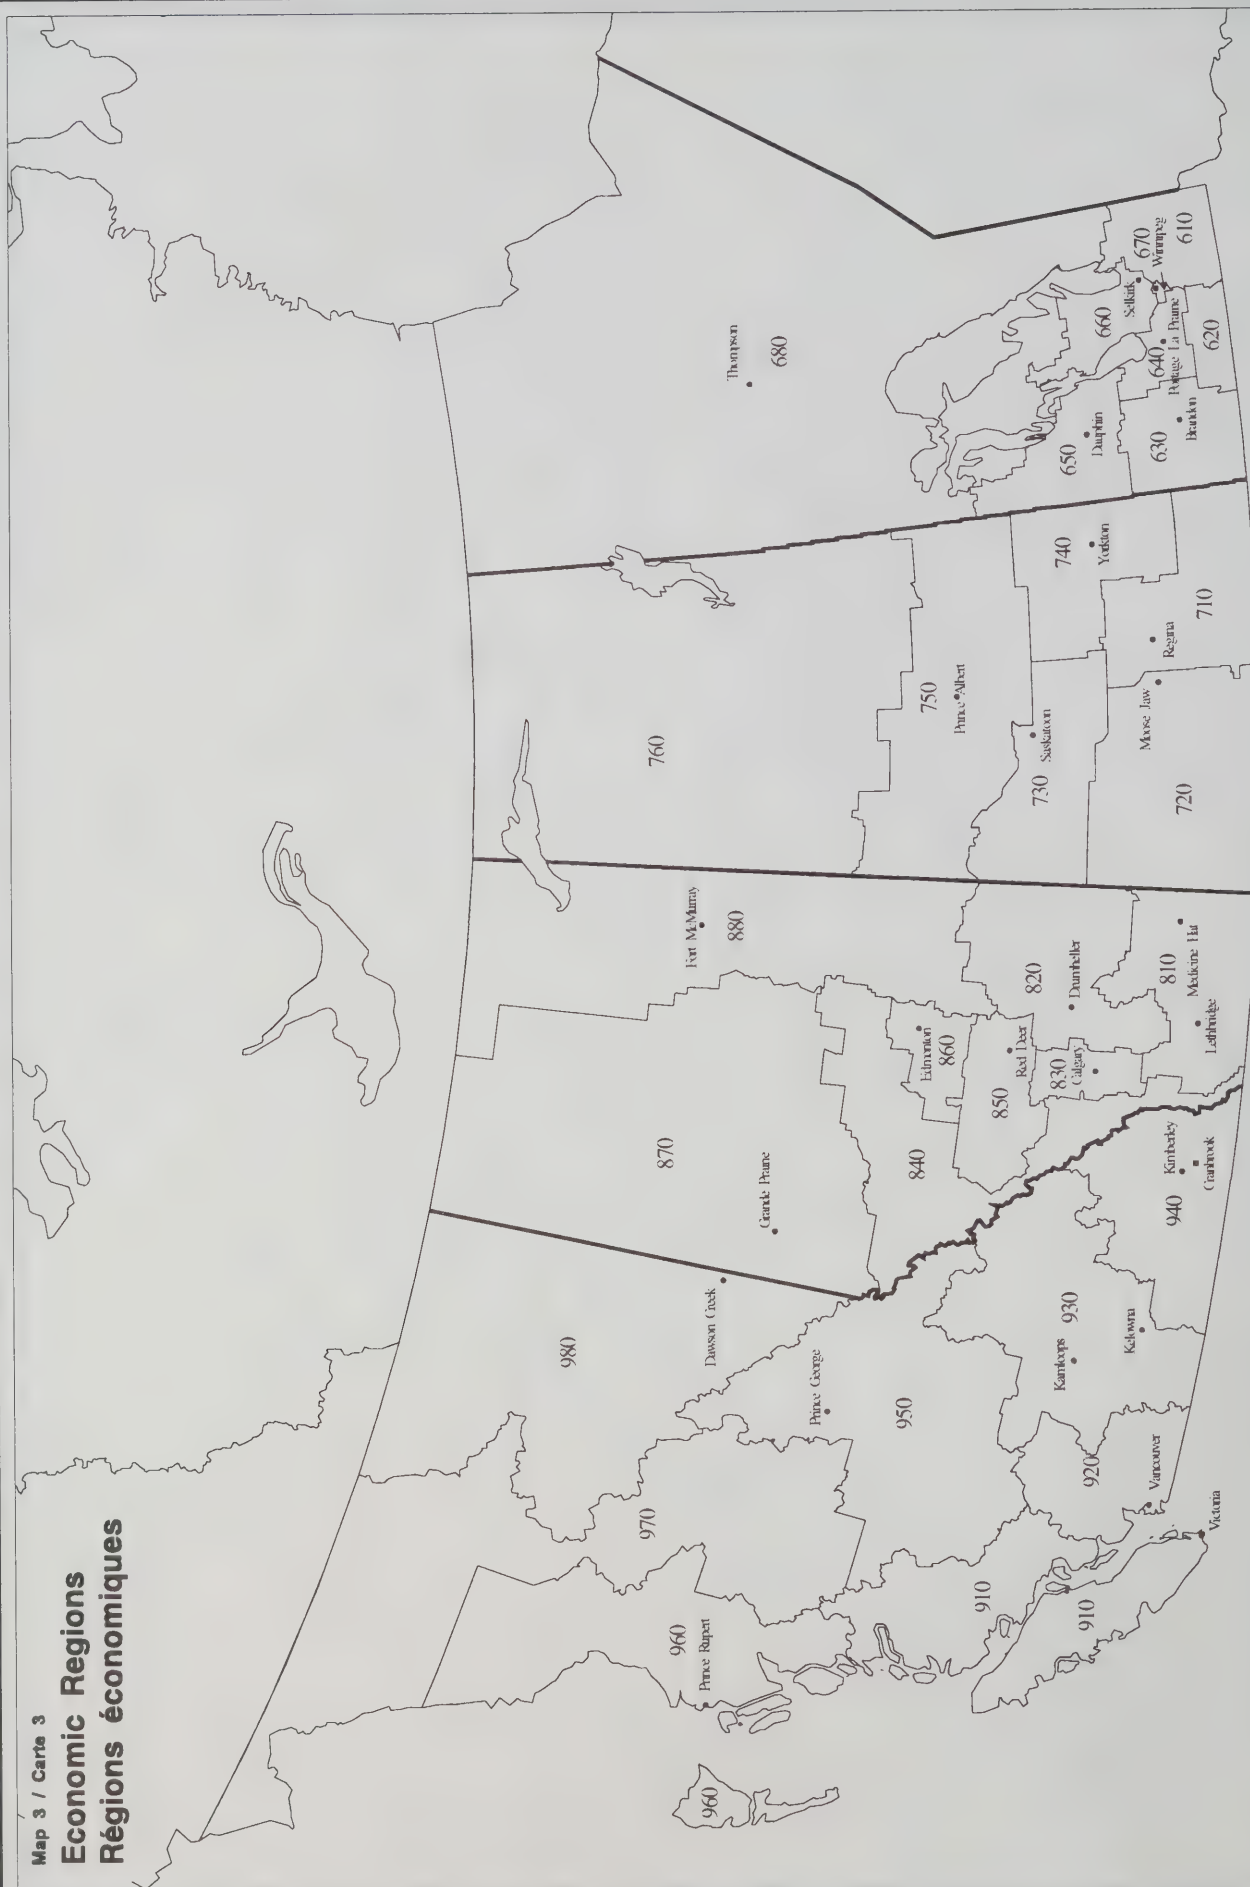 Map 3 / Carte 3
Economic Regions
Régions économiques
960
960
Prince Rupert
970
980
Dawson Creek
Prince George
950
910
910
Victoria
Vancouver
920
Kamloops
930
Kelowna
940
Kimberley
Cranbrook
870
Grande Prairie
840
850
Red Deer
860
Edmonton
830
Calgary
820
Drumheller
810
Medicine Hat
Lethbridge
Fort McMurray
880
760
750
Prince Albert
730
Saskatoon
720
Moose Jaw
Regina
710
740
Yorkton
Thompson
680
650
Dauphin
630
Brandon
640
Portage La Prairie
620
660
Selkirk
670
Winnipeg
610